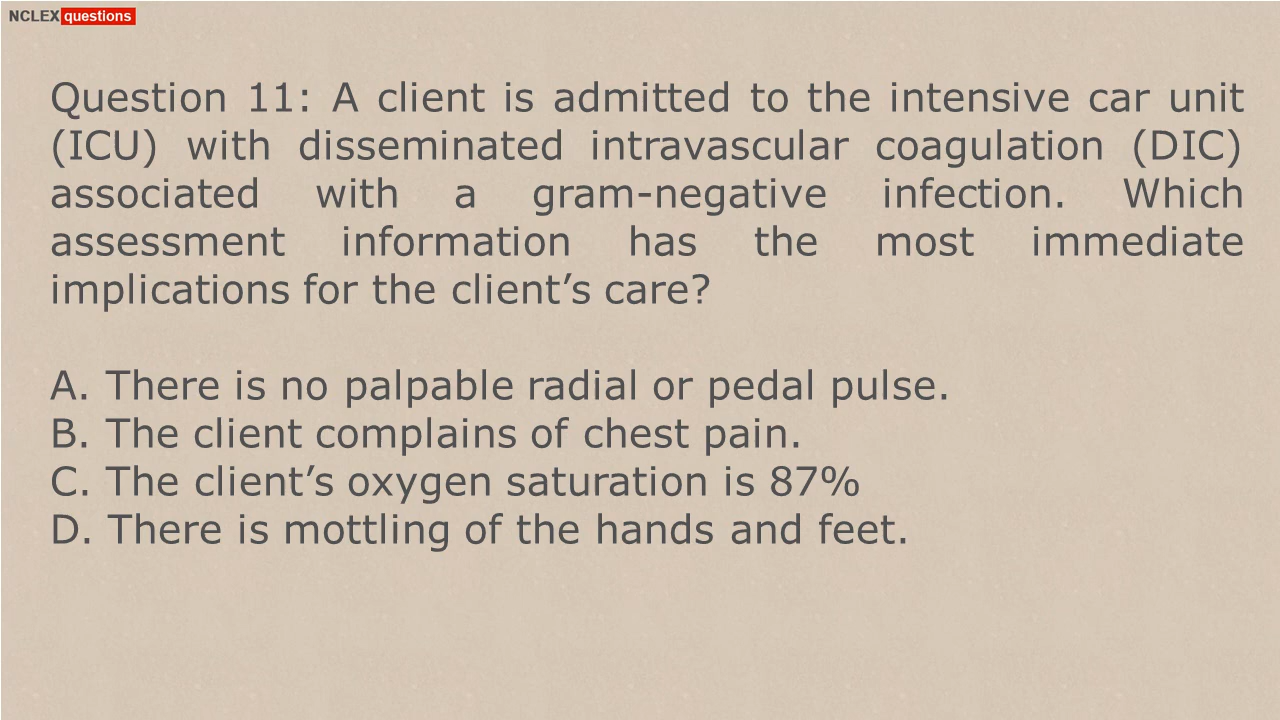 NCLEX questions
Question 11: A client is admitted to the intensive car unit
(ICU) with disseminated intravascular coagulation (DIC)
associated with a gram-negative infection. Which
assessment information has the most immediate
implications for the client’s care?
A. There is no palpable radial or pedal pulse.
B. The client complains of chest pain.
C. The client’s oxygen saturation is 87%
D. There is mottling of the hands and feet.